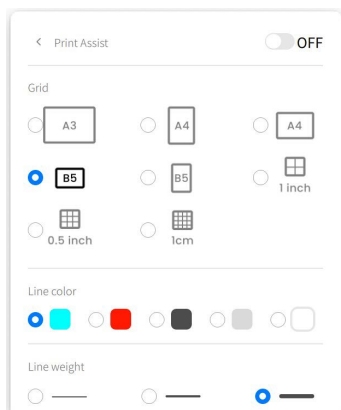 Print Assist OFF
Grid
A3 A4 A4
B5 B5 1 inch
0.5 inch 1cm
Line color
Line weight